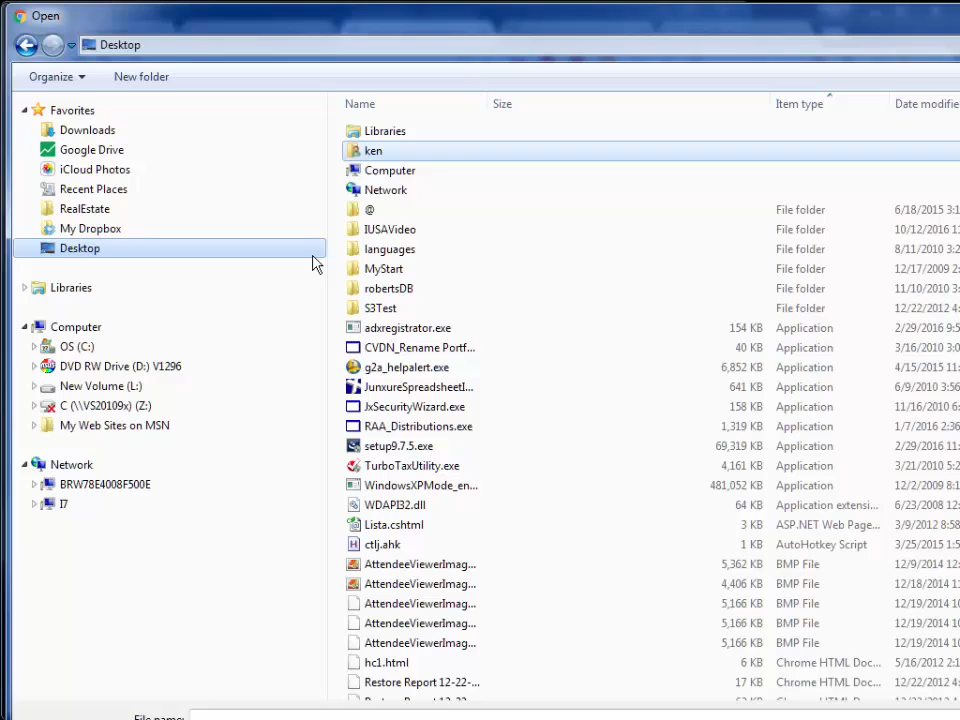 Open
Desktop
Organize New folder
Name Size Item type Date modifie
Favorites
Downloads
Google Drive
iCloud Photos
Recent Places
RealEstate
My Dropbox
Desktop
Libraries
Computer
OS (C:)
DVD RW Drive (D:) V1296
New Volume (L:)
C (\\VS20109x) (Z:)
My Web Sites on MSN
Network
BRW78E4008F500E
I7
Libraries
ken
Computer
Network
@ File folder 6/18/2015 3:1
IUSAVideo File folder 10/12/2016 1
languages File folder 8/11/2010 3:2
MyStart File folder 12/17/2009 2
robertsDB File folder 11/10/2010 3:
S3Test File folder 12/22/2012 4:
adxregistrator.exe 154 KB Application 2/29/2016 9:5
CVDN_Rename Portf... 40 KB Application 3/16/2010 3:0
g2a_helpalert.exe 6,852 KB Application 4/15/2015 11:
JunxureSpreadsheetI... 641 KB Application 6/9/2010 3:56
JxSecurityWizard.exe 158 KB Application 11/16/2010 6:
RAA_Distributions.exe 1,319 KB Application 1/7/2016 2:36
setup9.7.5.exe 69,319 KB Application 2/29/2016 11:
TurboTaxUtility.exe 4,161 KB Application 3/21/2010 5:2
WindowsXPMode_en... 481,052 KB Application 12/2/2009 8:1
WDAPI32.dll 64 KB Application extensi... 6/23/2008 12:
Lista.cshtml 3 KB ASP.NET Web Page... 3/9/2012 8:58
ctlj.ahk 1 KB AutoHotkey Script 3/25/2015 1:5
AttendeeViewerImag... 5,362 KB BMP File 12/9/2014 12:
AttendeeViewerImag... 4,406 KB BMP File 12/18/2014 11
AttendeeViewerImag... 5,166 KB BMP File 12/19/2014 10
AttendeeViewerImag... 5,166 KB BMP File 12/19/2014 10
AttendeeViewerImag... 5,166 KB BMP File 12/19/2014 10
hc1.html 6 KB Chrome HTML Doc... 5/16/2012 2:1
Restore Report 12-22-... 17 KB Chrome HTML Doc... 12/22/2012 4:
File name: